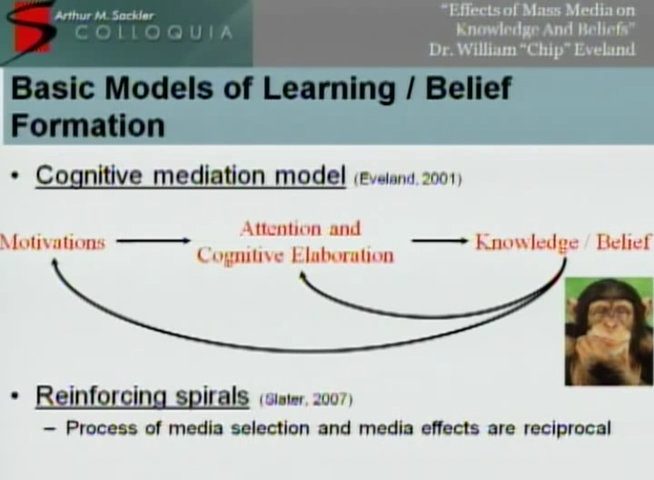 Arthur M. Sackler
COLLOQUIA
"Effects of Mass Media on
Knowledge And Beliefs"
Dr. William "Chip" Eveland
Basic Models of Learning / Belief
Formation
• Cognitive mediation model (Eveland, 2001)
Motivations
Attention and
Cognitive Elaboration
Knowledge / Belief
• Reinforcing spirals (Slater, 2007)
– Process of media selection and media effects are reciprocal